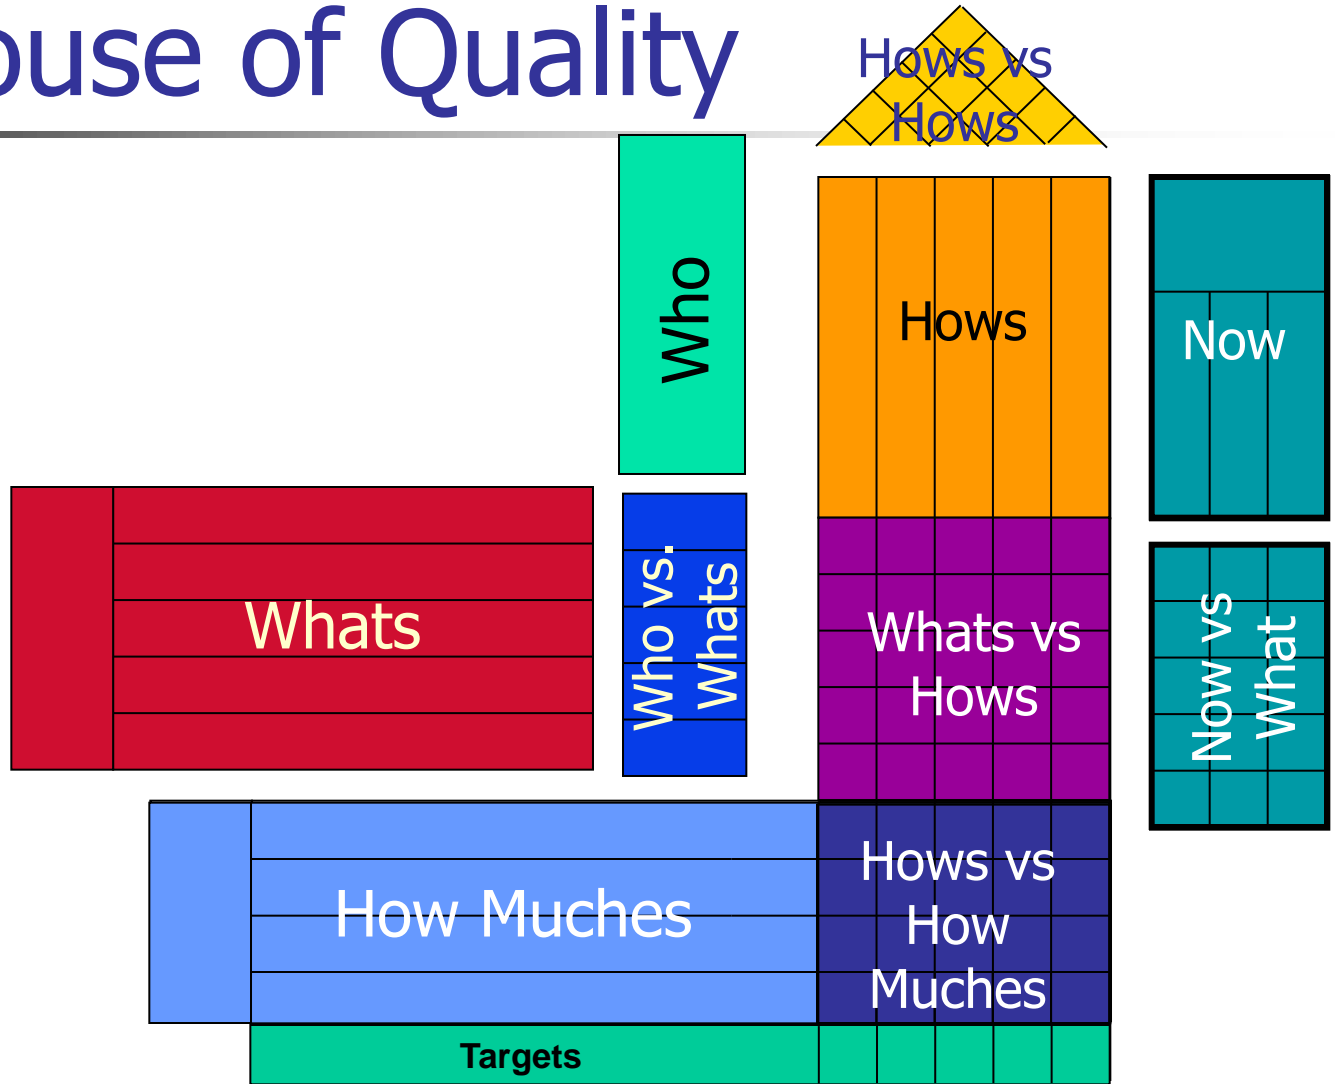 ouse of Quality
Hows vs
Hows
Who
Hows
Now
Whats
Who vs.
Whats
Whats vs
Hows
Now vs
What
How Muches
Hows vs
How
Muches
Targets